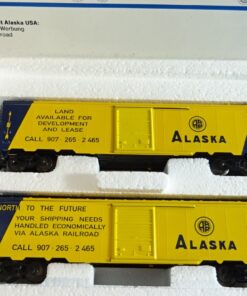 t Alaska USA:
Werbung
road
LAND
AVAILABLE FOR
DEVELOPMENT
AND LEASE
CALL 907-265-2465
ALASKA
NORTH TO THE FUTURE
YOUR SHIPPING NEEDS
HANDLED ECONOMICALLY
VIA ALASKA RAILROAD
CALL 907-265-2465
ALASKA